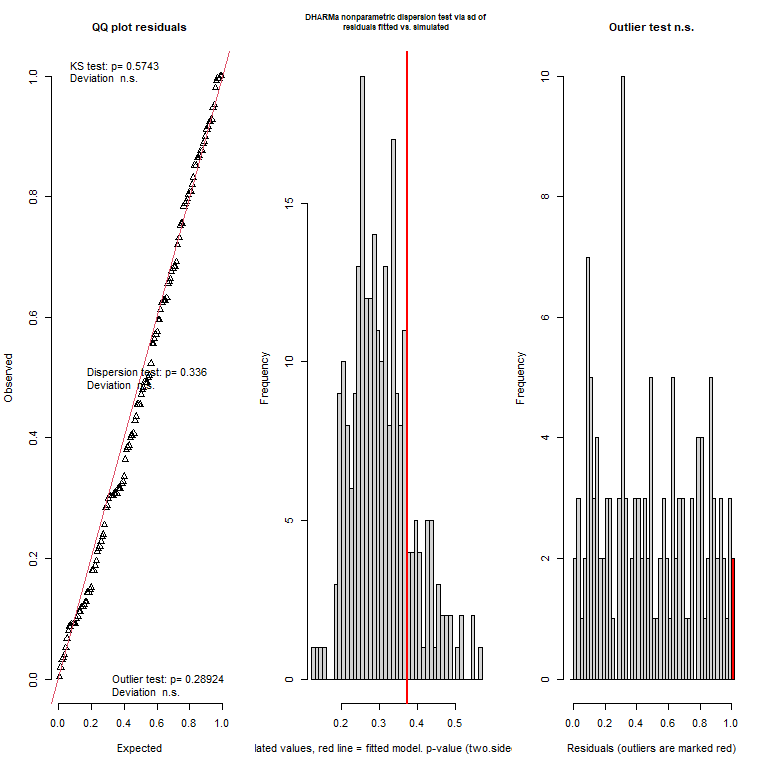 QQ plot residuals
KS test: p= 0.5743
Deviation n.s.
Dispersion test: p= 0.336
Deviation n.s.
Outlier test: p= 0.28924
Deviation n.s.
Observed
0.0 0.2 0.4 0.6 0.8 1.0
0.0 0.2 0.4 0.6 0.8 1.0
Expected
DHARMa nonparametric dispersion test via sd of
residuals fitted vs. simulated
Frequency
0 5 10 15
0.2 0.3 0.4 0.5
lated values, red line = fitted model. p-value (two.side
Outlier test n.s.
Frequency
0 2 4 6 8 10
0.0 0.2 0.4 0.6 0.8 1.0
Residuals (outliers are marked red)